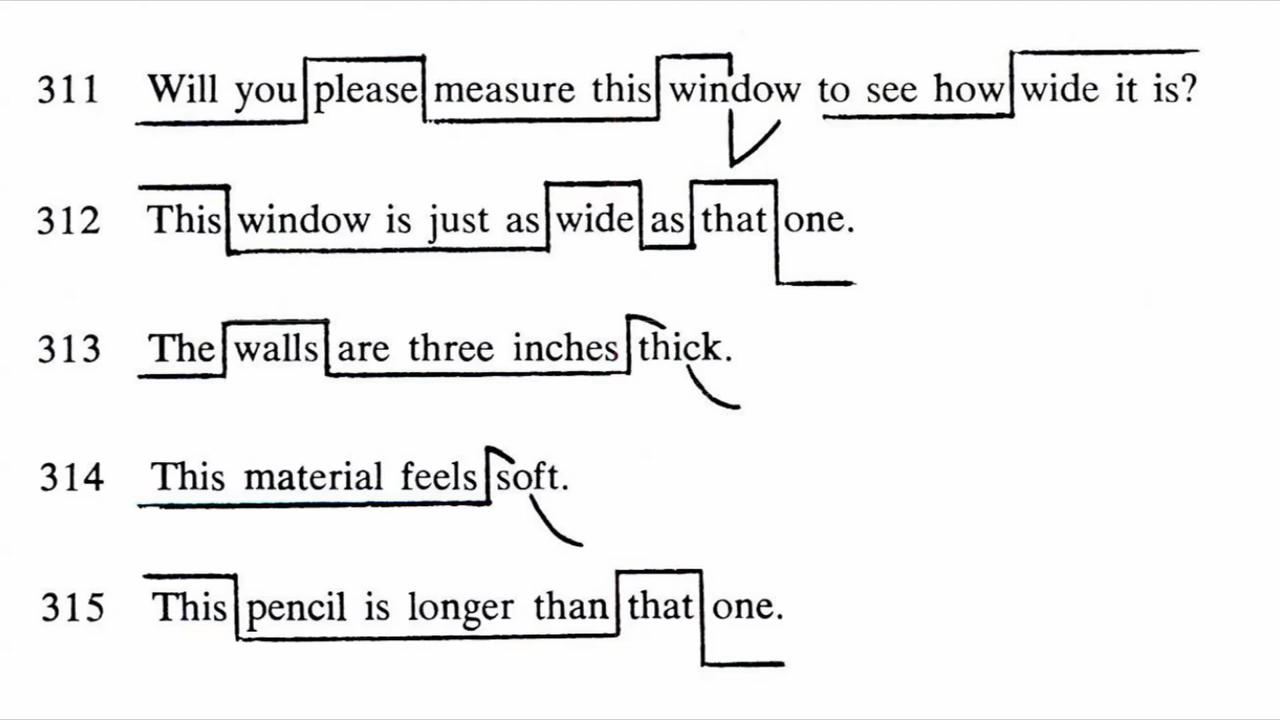 311 Will you please measure this window to see how wide it is?
312 This window is just as wide as that one.
313 The walls are three inches thick.
314 This material feels soft.
315 This pencil is longer than that one.